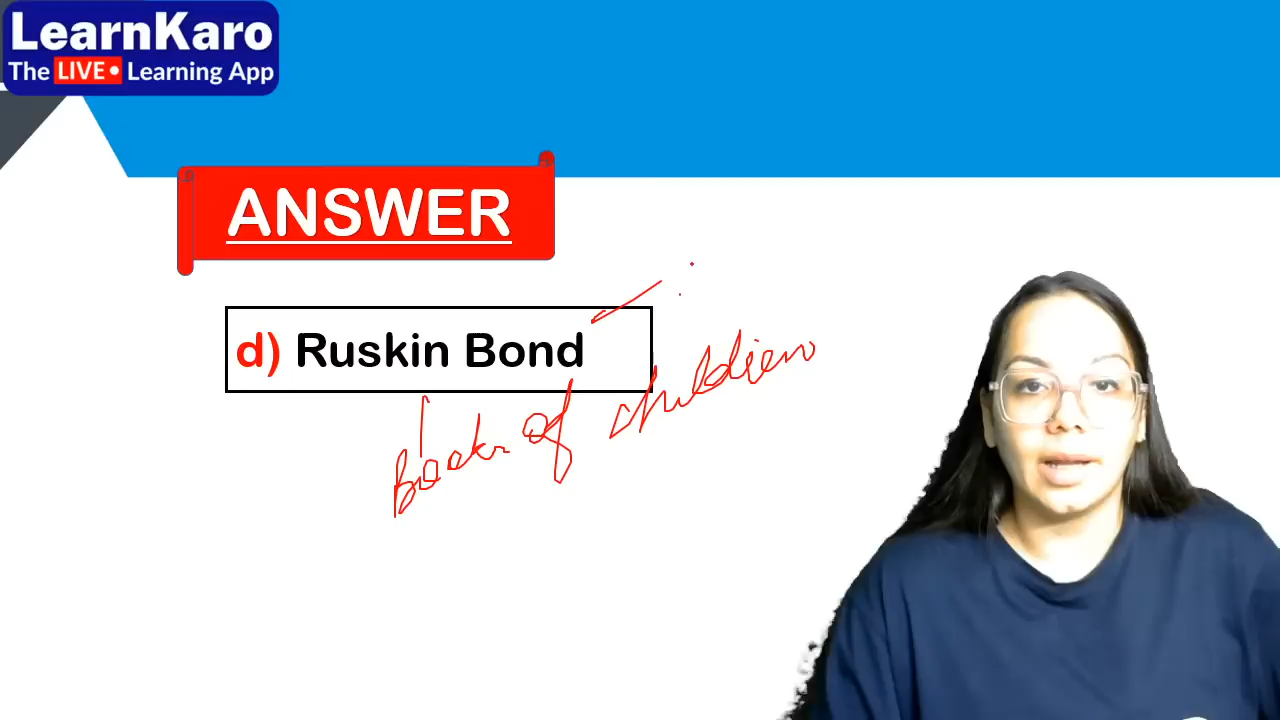 LearnKaro
The LIVE Learning App
ANSWER
d) Ruskin Bond
Books of children